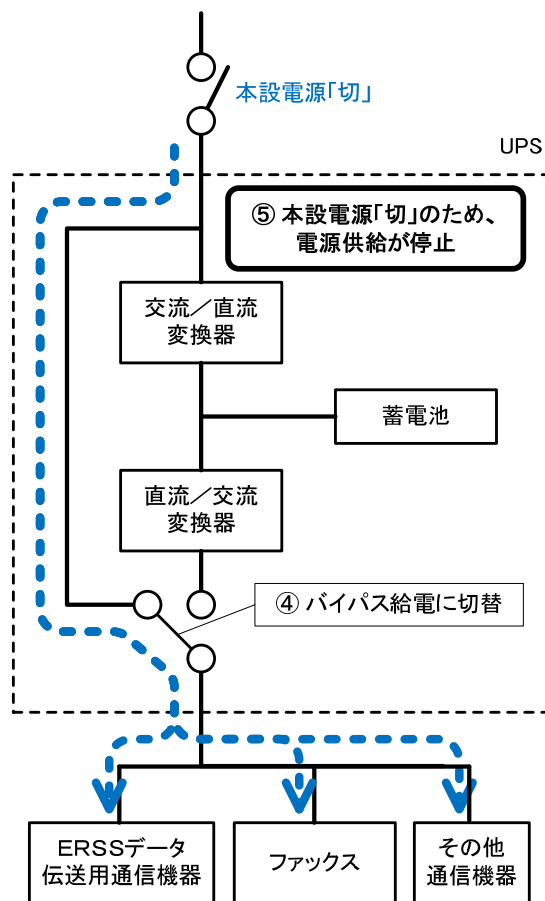 本設電源「切」
UPS
⑤ 本設電源「切」のため、
電源供給が停止
交流／直流
変換器
蓄電池
直流／交流
変換器
④ バイパス給電に切替
ERSSデータ
伝送用通信機器
ファックス
その他
通信機器